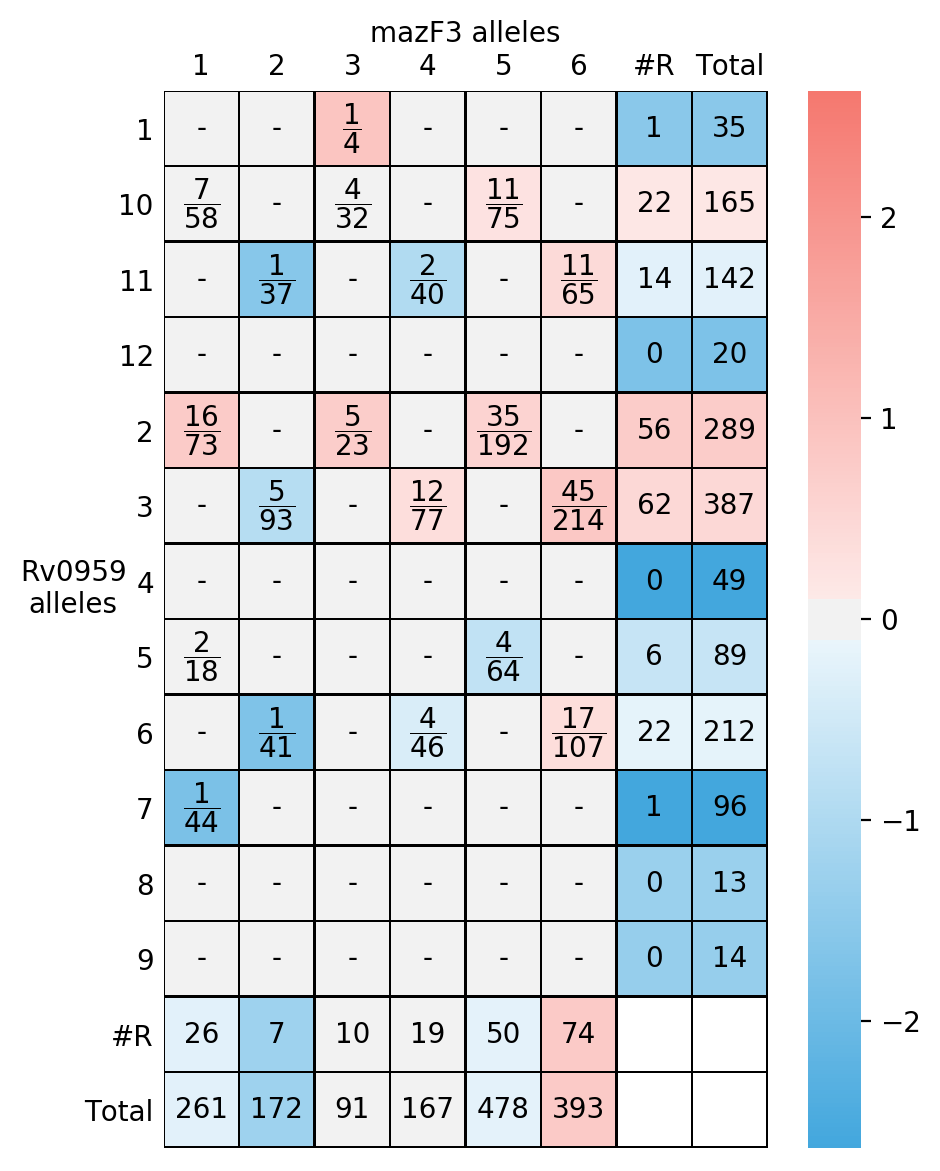 mazF3 alleles
1 2 3 4 5 6 #R Total
1 - - 1/4 - - - 1 35
10 7/58 - 4/32 - 11/75 - 22 165
11 - 1/37 - 2/40 - 11/65 14 142
12 - - - - - - 0 20
2 16/73 - 5/23 - 35/192 - 56 289
3 - 5/93 - 12/77 - 45/214 62 387
Rv0959
alleles
4 - - - - - - 0 49
5 2/18 - - - 4/64 - 6 89
6 - 1/41 - 4/46 - 17/107 22 212
7 1/44 - - - - - 1 96
8 - - - - - - 0 13
9 - - - - - - 0 14
#R 26 7 10 19 50 74
Total 261 172 91 167 478 393
2
1
0
−1
−2